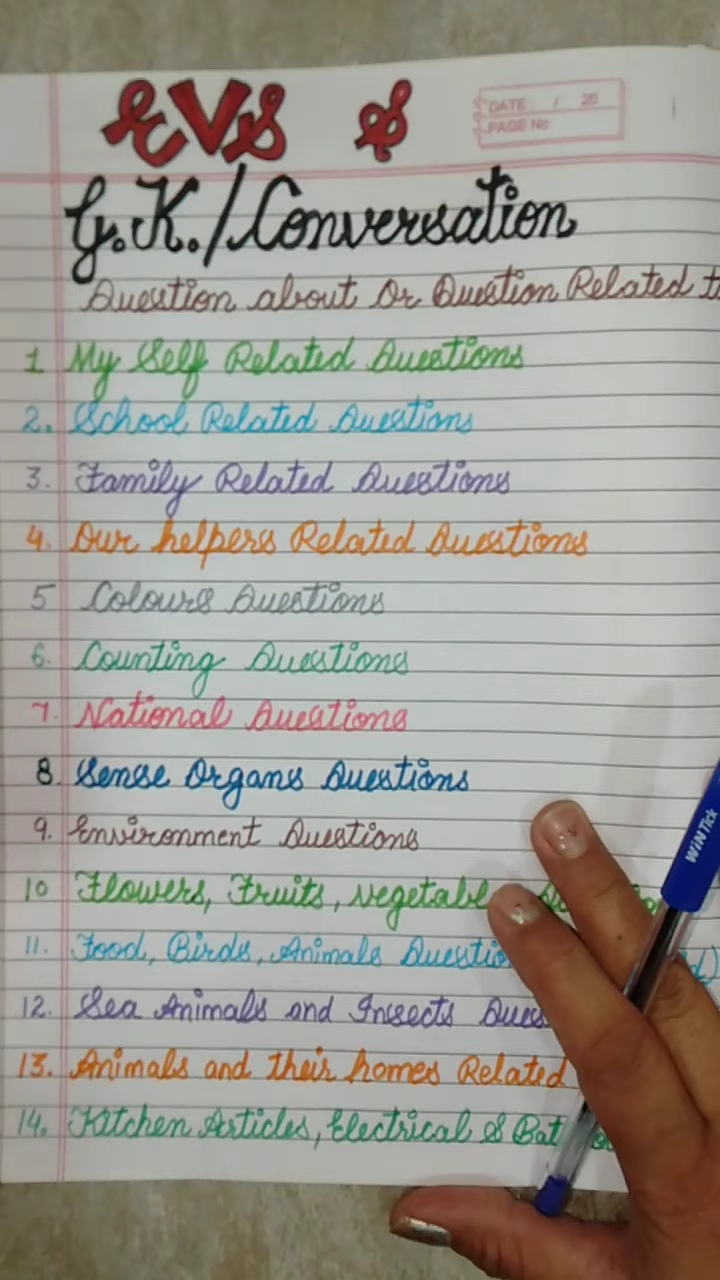 EVS &
DATE / 20
PAGE No
G.K./Conversation
Question about Or Question Related
1 My Self Related Questions
2. School Related Questions
3. Family Related Questions
4. Our helpers Related Questions
5 Colours Questions
6. Counting Questions
7. National Questions
8. Sense Organs Questions
9. Environment Questions
10 Flowers, Fruits, Vegetabl
11. Food, Birds, Animals Questio
12. Sea Animals and Insects Ques
13. Animals and their homes Related
14. Kitchen Articles, Electrical & Bat
WiN Tick